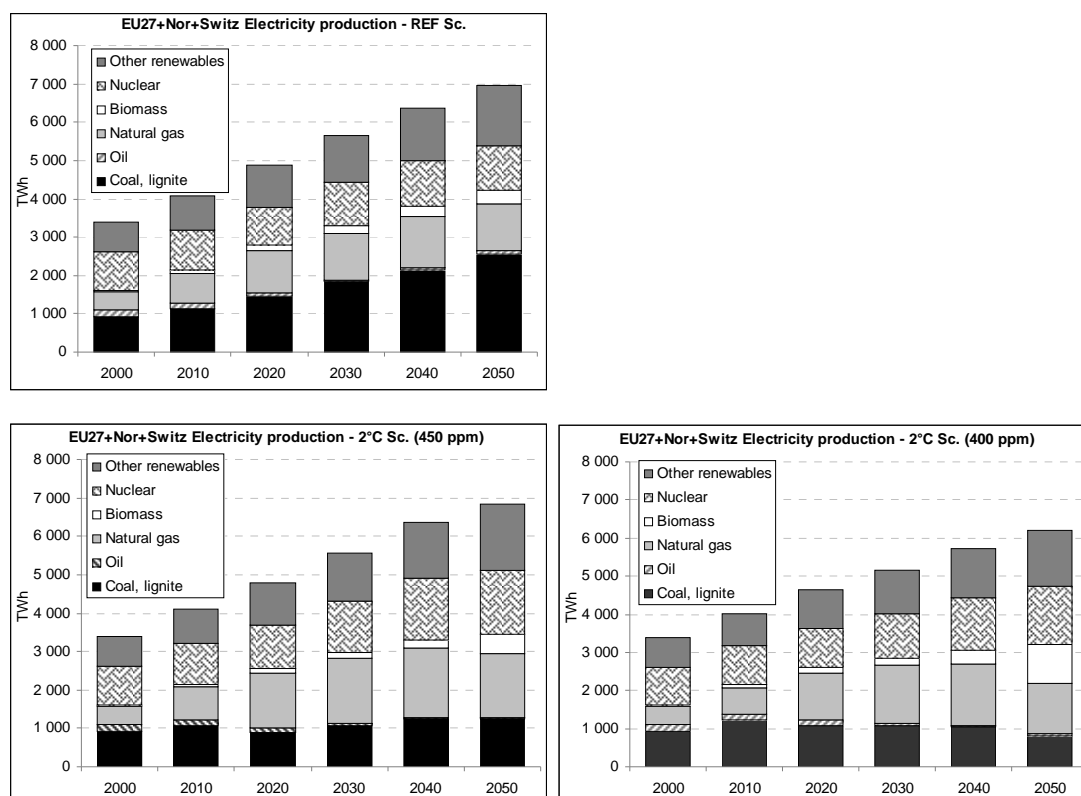 EU27+Nor+Switz Electricity production - REF Sc.
8 000
7 000
6 000
5 000
4 000
3 000
2 000
1 000
0
TWh
Other renewables
Nuclear
Biomass
Natural gas
Oil
Coal, lignite
2000 2010 2020 2030 2040 2050
EU27+Nor+Switz Electricity production - 2°C Sc. (450 ppm)
8 000
7 000
6 000
5 000
4 000
3 000
2 000
1 000
0
TWh
Other renewables
Nuclear
Biomass
Natural gas
Oil
Coal, lignite
2000 2010 2020 2030 2040 2050
EU27+Nor+Switz Electricity production - 2°C Sc. (400 ppm)
8 000
7 000
6 000
5 000
4 000
3 000
2 000
1 000
0
TWh
Other renewables
Nuclear
Biomass
Natural gas
Oil
Coal, lignite
2000 2010 2020 2030 2040 2050